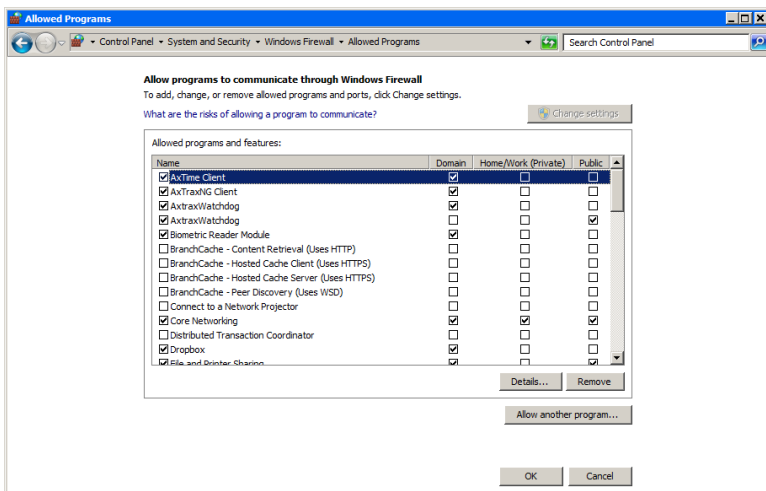 Allowed Programs
Control Panel System and Security Windows Firewall Allowed Programs Search Control Panel
Allow programs to communicate through Windows Firewall
To add, change, or remove allowed programs and ports, click Change settings.
What are the risks of allowing a program to communicate? Change settings
Allowed programs and features:
Name Domain Home/Work (Private) Public
AxTime Client
AxTraxNG Client
AxtraxWatchdog
AxtraxWatchdog
Biometric Reader Module
BranchCache - Content Retrieval (Uses HTTP)
BranchCache - Hosted Cache Client (Uses HTTPS)
BranchCache - Hosted Cache Server (Uses HTTPS)
BranchCache - Peer Discovery (Uses WSD)
Connect to a Network Projector
Core Networking
Distributed Transaction Coordinator
Dropbox
File and Printer Sharing
Details... Remove
Allow another program...
OK Cancel